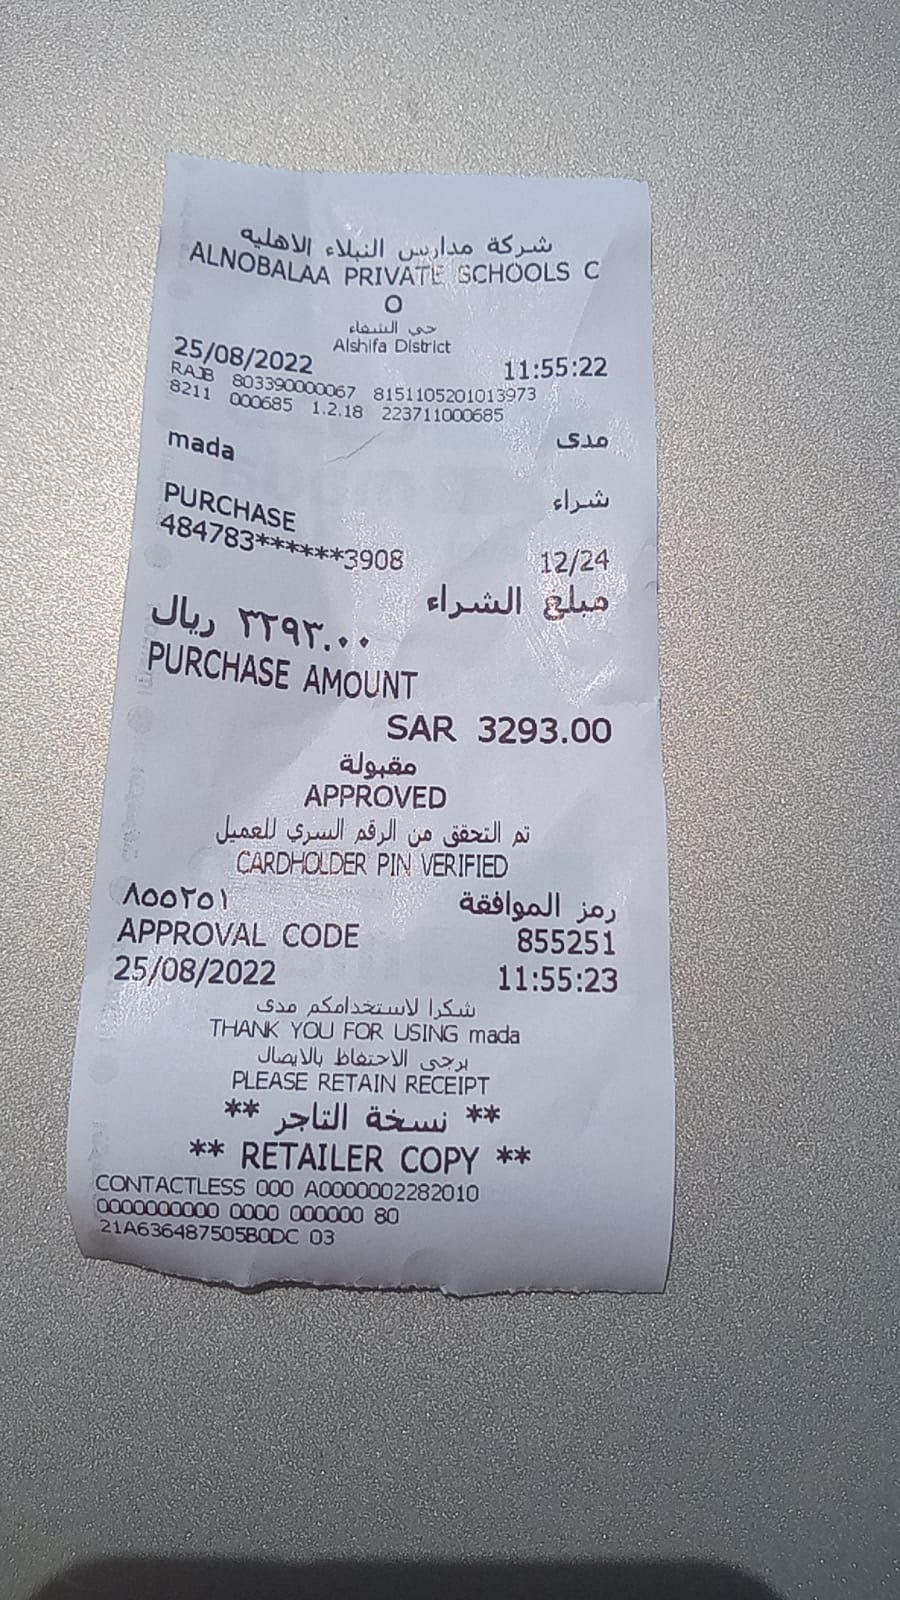 شركة مدارس النبلاء الاهليه
ALNOBALAA PRIVATE SCHOOLS C
O
حي الشفاء
Alshifa District
25/08/2022 11:55:22
RAJB 803390000067 8151105201013973
8211 000685 1.2.18 223711000685
mada مدى
PURCHASE شراء
484783******3908 12/24
مبلغ الشراء ٣٢٩٣.٠٠ ريال
PURCHASE AMOUNT
SAR 3293.00
مقبولة
APPROVED
تم التحقق من الرقم السري للعميل
CARDHOLDER PIN VERIFIED
رمز الموافقة ٨٥٥٢٥١
APPROVAL CODE 855251
25/08/2022 11:55:23
شكرا لاستخدامكم مدى
THANK YOU FOR USING mada
يرجى الاحتفاظ بالايصال
PLEASE RETAIN RECEIPT
** نسخة التاجر **
** RETAILER COPY **
CONTACTLESS 000 A0000002282010
0000000000 0000 000000 80
21A636487505B0DC 03